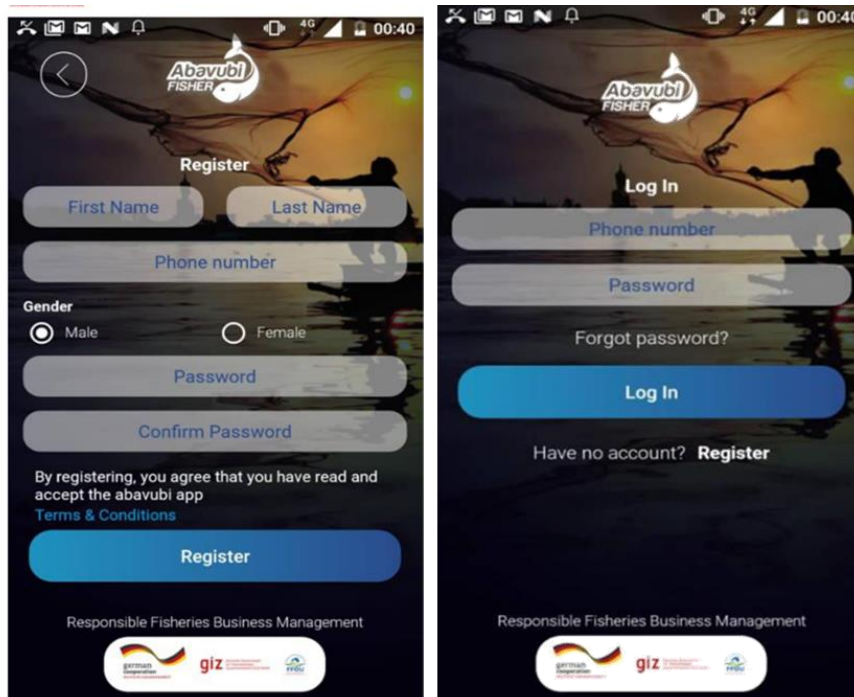 4G 00:40
Abavubi
FISHER
Register
First Name Last Name
Phone number
Gender
Male Female
Password
Confirm Password
By registering, you agree that you have read and
accept the abavubi app
Terms & Conditions
Register
Responsible Fisheries Business Management
german
cooperation
giz
4G 00:40
Abavubi
FISHER
Log In
Phone number
Password
Forgot password?
Log In
Have no account? Register
Responsible Fisheries Business Management
german
cooperation
giz